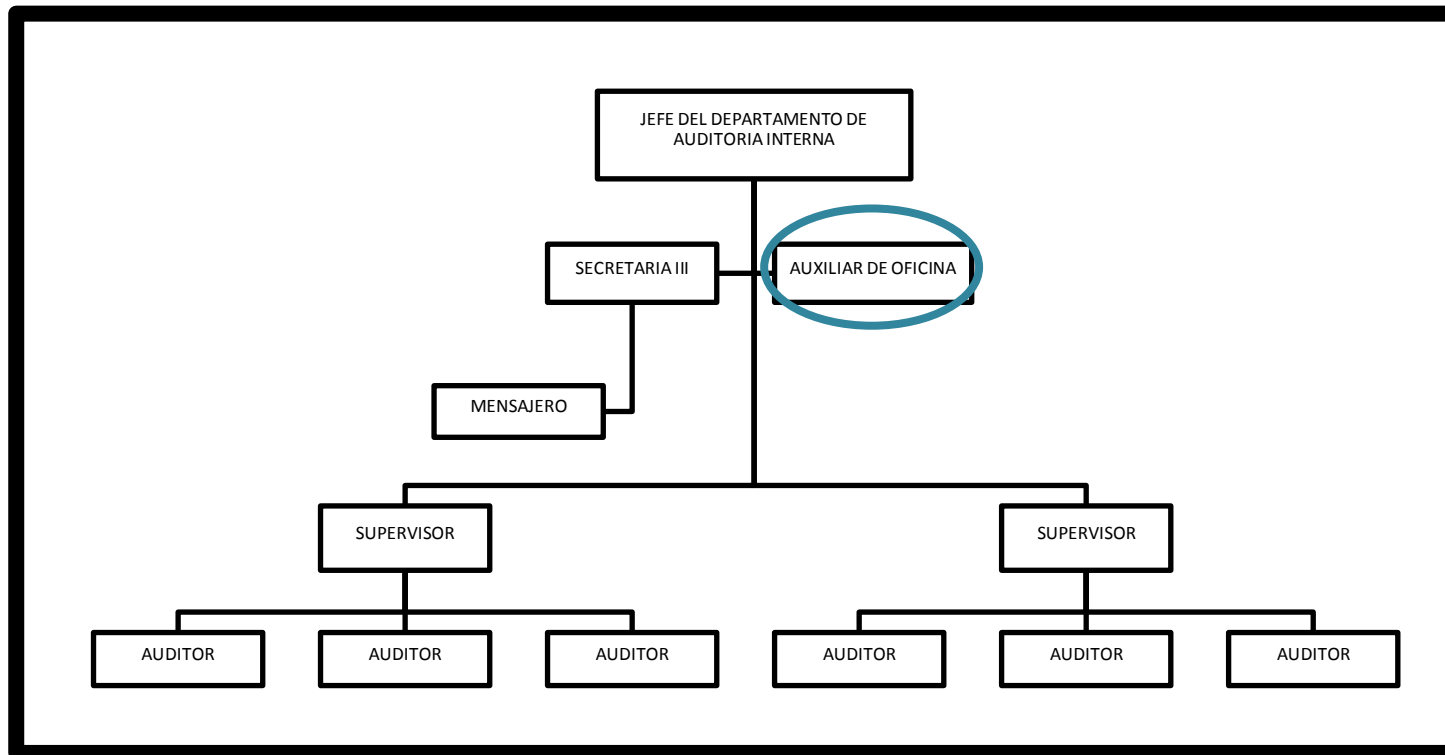 JEFE DEL DEPARTAMENTO DE
AUDITORIA INTERNA
SECRETARIA III
AUXILIAR DE OFICINA
MENSAJERO
SUPERVISOR
SUPERVISOR
AUDITOR
AUDITOR
AUDITOR
AUDITOR
AUDITOR
AUDITOR